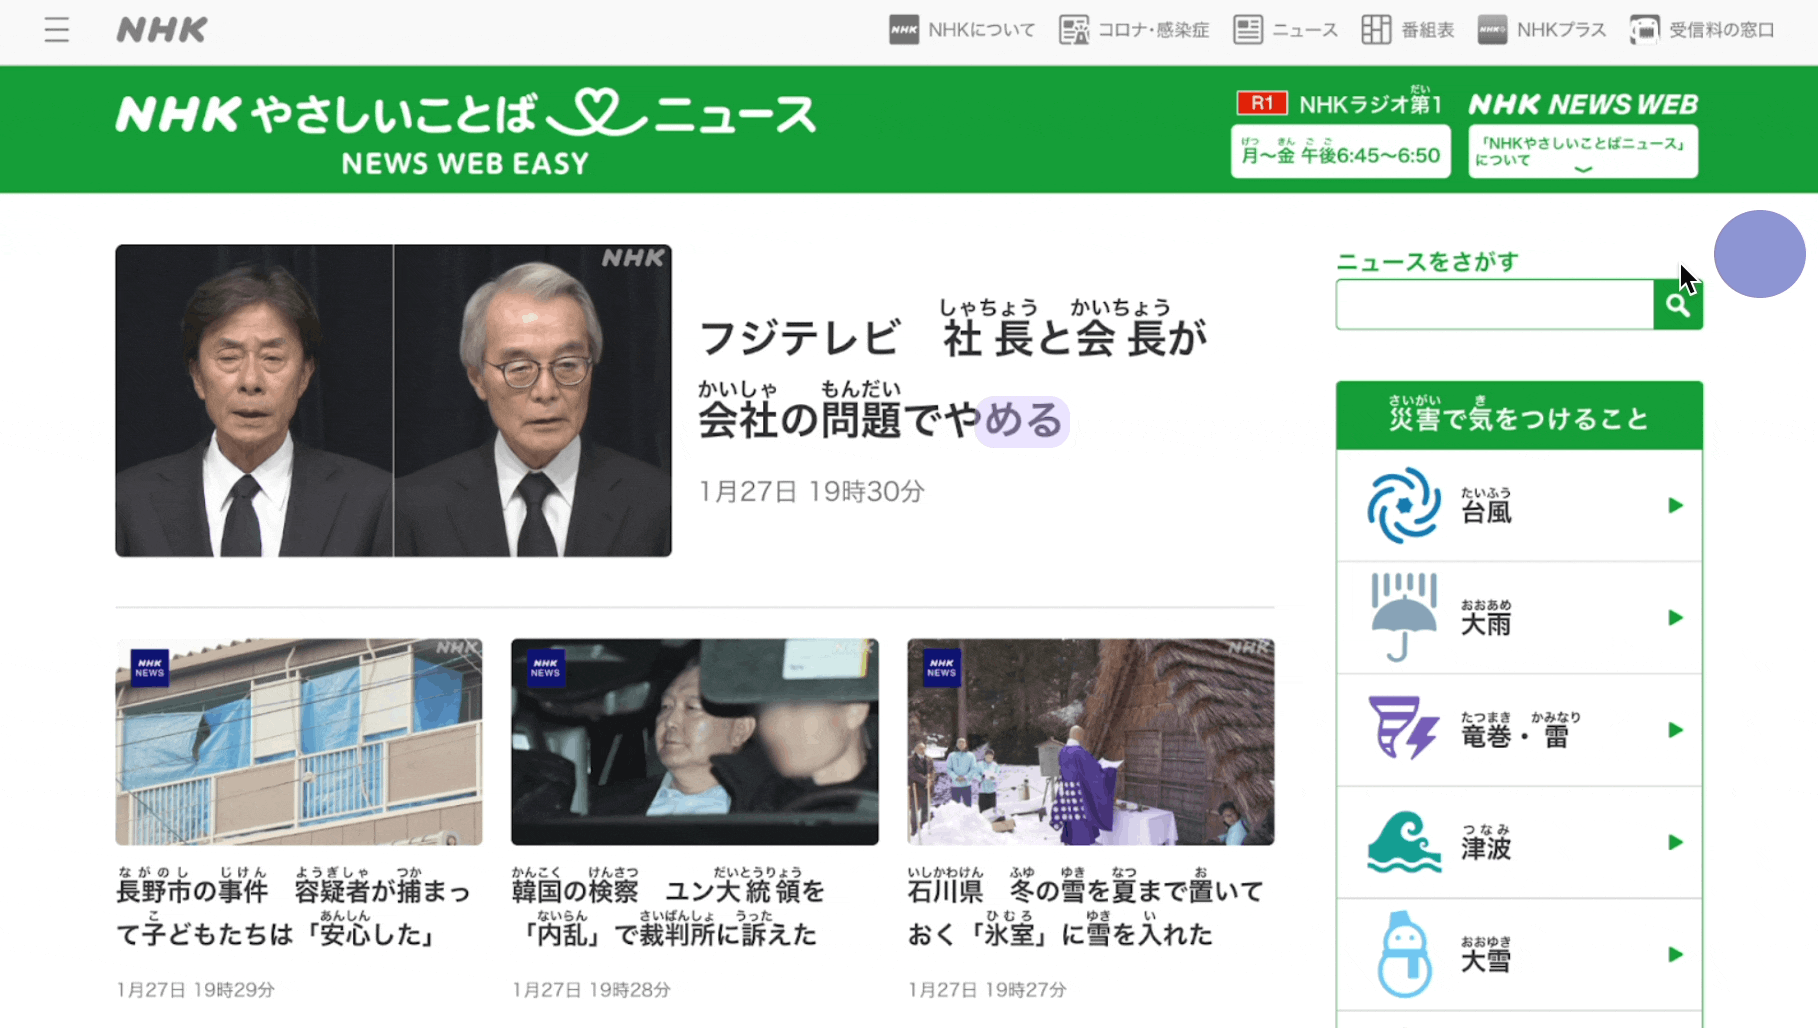 NHK
NHKについて
コロナ・感染症
ニュース
番組表
NHKプラス
受信料の窓口
NHK やさしいことば ニュース
NEWS WEB EASY
R1 NHKラジオ第1
だい
月〜金 午後6:45〜6:50
げつ きん ご ご
NHK NEWS WEB
「NHKやさしいことばニュース」
について
NHK
しゃちょう かいちょう
フジテレビ 社長と会長が
かいしゃ もんだい
会社の問題でやめる
1月27日 19時30分
ニュースをさがす
さいがい き
災害で気をつけること
たいふう
台風
おおあめ
大雨
たつまき かみなり
竜巻・雷
つなみ
津波
おおゆき
大雪
NHK
NHK
NEWS
ながのし じけん ようぎしゃ つか
長野市の事件 容疑者が捕まっ
こ あんしん
て子どもたちは「安心した」
1月27日 19時29分
NHK
NHK
NEWS
かんこく けんさつ だいとうりょう
韓国の検察 ユン大統領を
ないらん さいばんしょ うった
「内乱」で裁判所に訴えた
1月27日 19時28分
NHK
NHK
NEWS
いしかわけん ふゆ ゆき なつ お
石川県 冬の雪を夏まで置いて
ひむろ ゆき い
おく「氷室」に雪を入れた
1月27日 19時27分